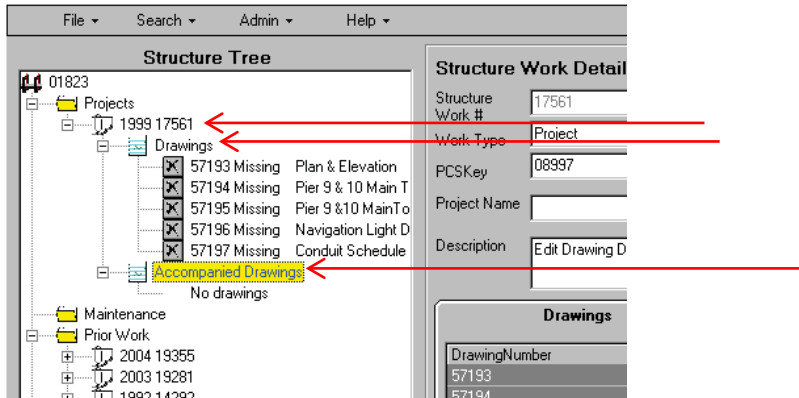 File Search Admin Help
Structure Tree
01823
Projects
1999 17561
Drawings
57193 Missing Plan & Elevation
57194 Missing Pier 9 & 10 Main T
57195 Missing Pier 9 &10 MainTo
57196 Missing Navigation Light D
57197 Missing Conduit Schedule
Accompanied Drawings
No drawings
Maintenance
Prior Work
2004 19355
2003 19281
1992 14292
Structure Work Detail
Structure
Work #
17561
Work Type
Project
PCSKey
08997
Project Name
Description
Edit Drawing D
Drawings
DrawingNumber
57193
57194